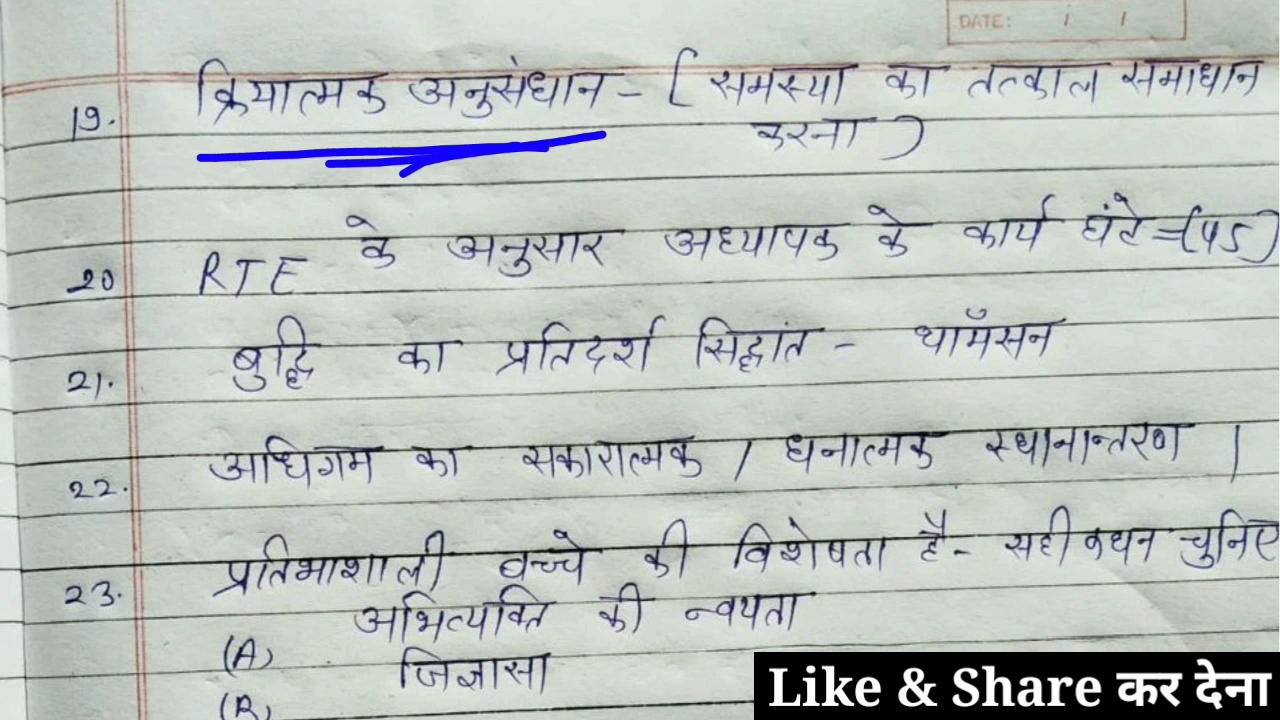 DATE: / /
19. क्रियात्मक अनुसंधान - ( समस्या का तत्काल समाधान
करना )
20 RTE के अनुसार अध्यापक के कार्य घंटे = (45)
21. बुद्धि का प्रतिदर्श सिद्धांत - थॉमसन
22. अधिगम का सकारात्मक / धनात्मक स्थानान्तरण |
23. प्रतिभाशाली बच्चे की विशेषता है - सही कथन चुनिए
(A) अभिव्यक्ति की न्वयता
(B) जिज्ञासा
Like & Share कर देना